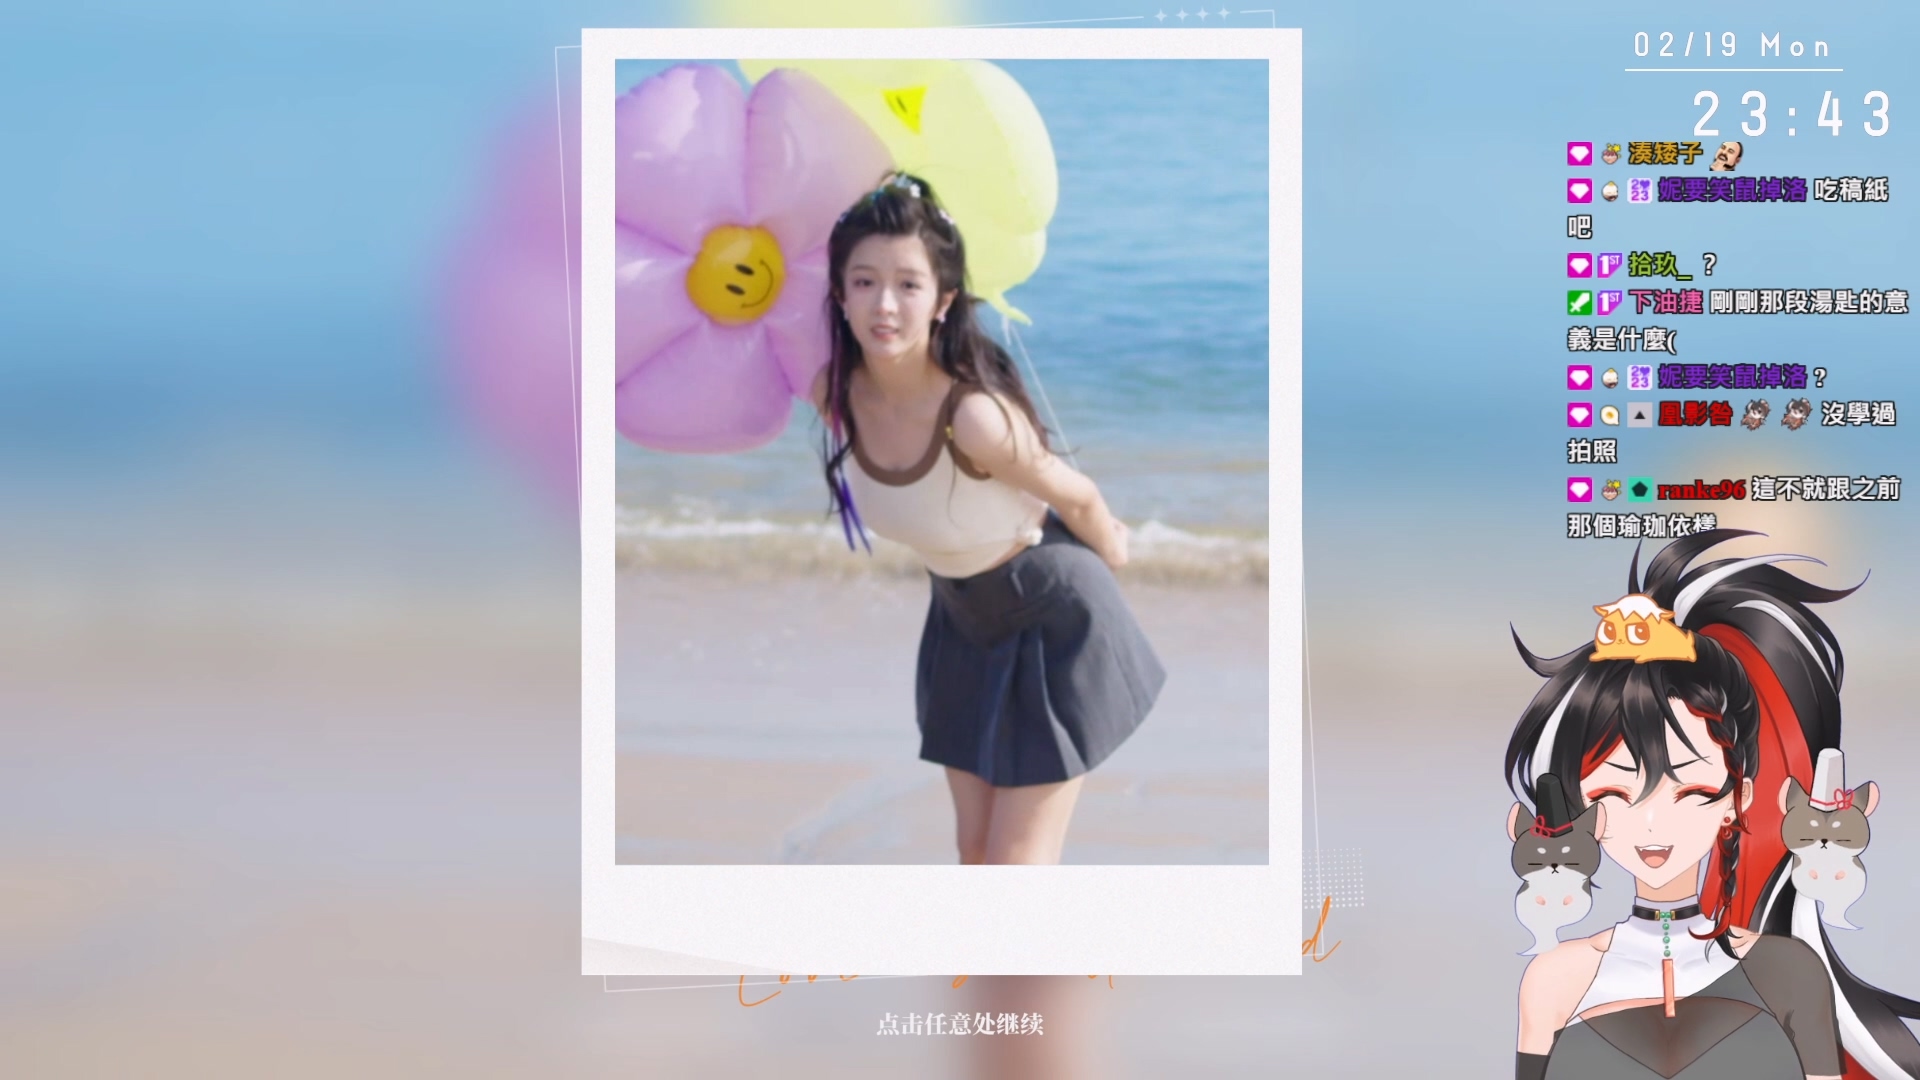 02/19 Mon
23:43
湊矮子
妮要笑鼠掉洛 吃稿紙
吧
拾玖_ ?
下油捷 剛剛那段湯匙的意
義是什麼(
妮要笑鼠掉洛 ?
凰影咎 沒學過
拍照
ranke96 這不就跟之前
那個瑜珈依樣
点击任意处继续